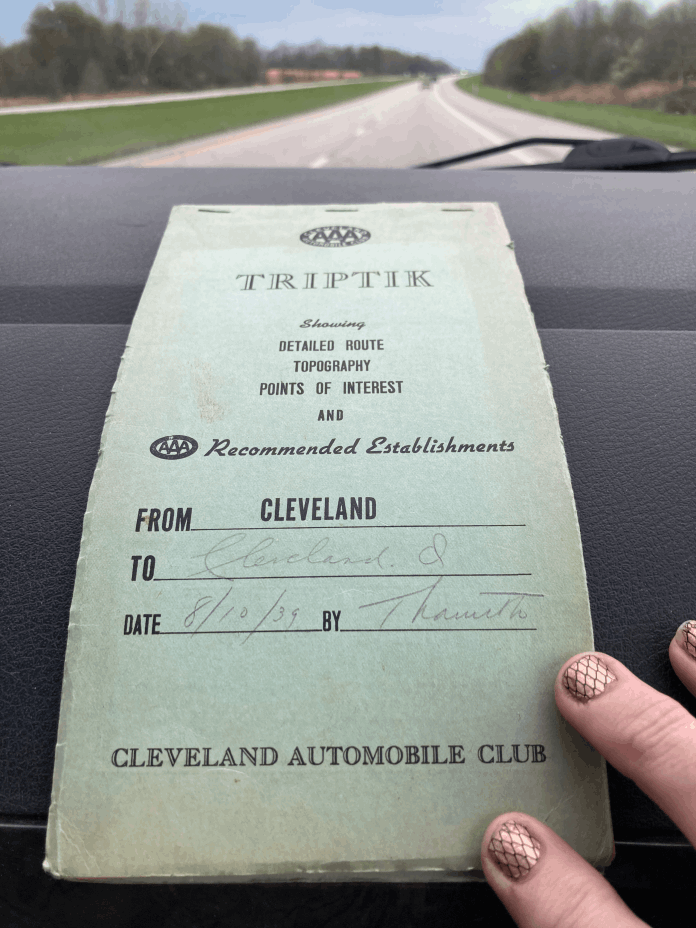 AAA
TRIPTIK
Showing
DETAILED ROUTE
TOPOGRAPHY
POINTS OF INTEREST
AND
AAA Recommended Establishments
FROM CLEVELAND
TO Cleveland. O
DATE 8/10/39 BY
CLEVELAND AUTOMOBILE CLUB